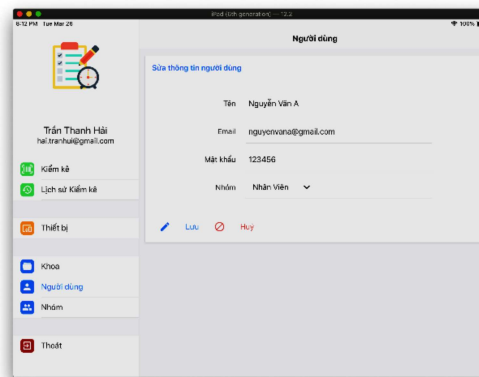 iPad (6th generation) — 12.2
6:12 PM Tue Mar 26
100%
Người dùng
Trần Thanh Hải
hai.tranhui@gmail.com
Kiểm kê
Lịch sử Kiểm kê
Thiết bị
Khoa
Người dùng
Nhóm
Thoát
Sửa thông tin người dùng
Tên Nguyễn Văn A
Email nguyenvana@gmail.com
Mật khẩu 123456
Nhóm Nhân Viên
Lưu Huỷ